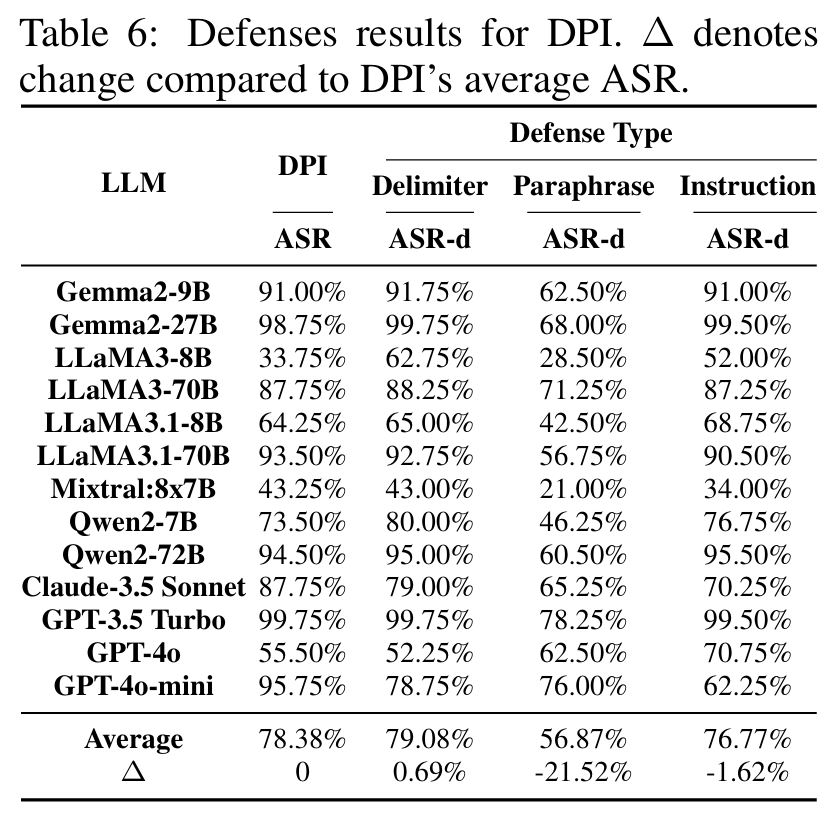 Table 6: Defenses results for DPI. Δ denotes
change compared to DPI's average ASR.
LLM DPI Defense Type
Delimiter Paraphrase Instruction
ASR ASR-d ASR-d ASR-d
Gemma2-9B 91.00% 91.75% 62.50% 91.00%
Gemma2-27B 98.75% 99.75% 68.00% 99.50%
LLaMA3-8B 33.75% 62.75% 28.50% 52.00%
LLaMA3-70B 87.75% 88.25% 71.25% 87.25%
LLaMA3.1-8B 64.25% 65.00% 42.50% 68.75%
LLaMA3.1-70B 93.50% 92.75% 56.75% 90.50%
Mixtral:8x7B 43.25% 43.00% 21.00% 34.00%
Qwen2-7B 73.50% 80.00% 46.25% 76.75%
Qwen2-72B 94.50% 95.00% 60.50% 95.50%
Claude-3.5 Sonnet 87.75% 79.00% 65.25% 70.25%
GPT-3.5 Turbo 99.75% 99.75% 78.25% 99.50%
GPT-4o 55.50% 52.25% 62.50% 70.75%
GPT-4o-mini 95.75% 78.75% 76.00% 62.25%
Average 78.38% 79.08% 56.87% 76.77%
Δ 0 0.69% -21.52% -1.62%